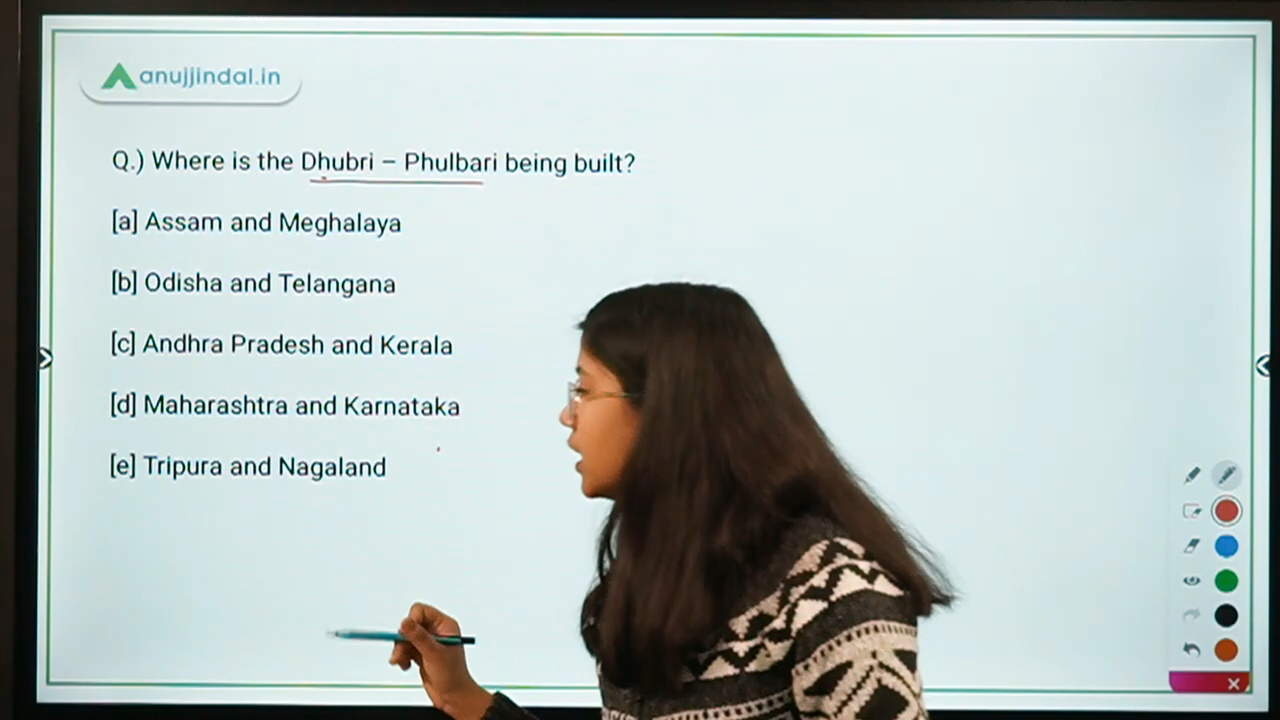 anujjindal.in
Q.) Where is the Dhubri – Phulbari being built?
[a] Assam and Meghalaya
[b] Odisha and Telangana
[c] Andhra Pradesh and Kerala
[d] Maharashtra and Karnataka
[e] Tripura and Nagaland